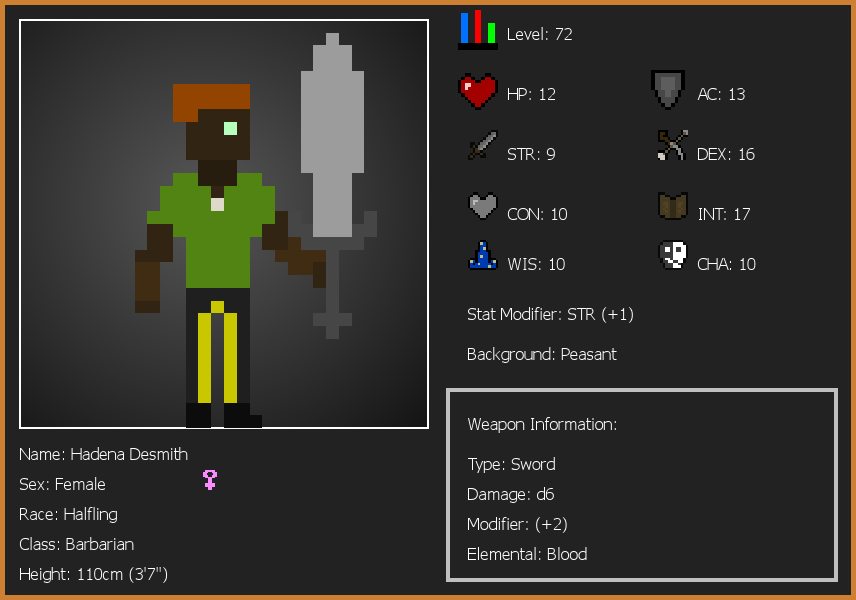 Level: 72
HP: 12
AC: 13
STR: 9
DEX: 16
CON: 10
INT: 17
WIS: 10
CHA: 10
Stat Modifier: STR (+1)
Background: Peasant
Weapon Information:
Type: Sword
Damage: d6
Modifier: (+2)
Elemental: Blood
Name: Hadena Desmith
Sex: Female
Race: Halfling
Class: Barbarian
Height: 110cm (3'7")